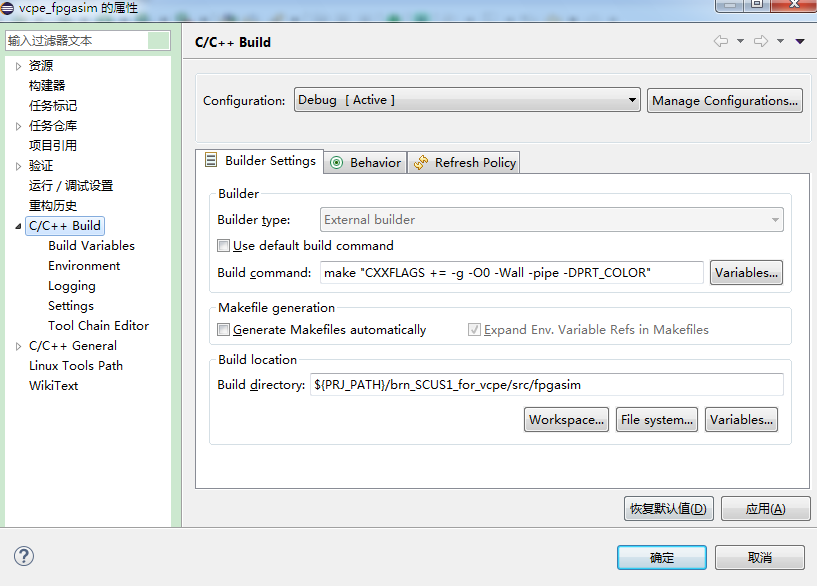 vcpe_fpgasim 的属性
输入过滤器文本
资源
构建器
任务标记
任务仓库
项目引用
验证
运行 / 调试设置
重构历史
C/C++ Build
Build Variables
Environment
Logging
Settings
Tool Chain Editor
C/C++ General
Linux Tools Path
WikiText
C/C++ Build
Configuration: Debug [ Active ] Manage Configurations...
Builder Settings Behavior Refresh Policy
Builder
Builder type: External builder
Use default build command
Build command: make "CXXFLAGS += -g -O0 -Wall -pipe -DPRT_COLOR" Variables...
Makefile generation
Generate Makefiles automatically Expand Env. Variable Refs in Makefiles
Build location
Build directory: ${PRJ_PATH}/brn_SCUS1_for_vcpe/src/fpgasim
Workspace... File system... Variables...
恢复默认值(D) 应用(A)
? 确定 取消